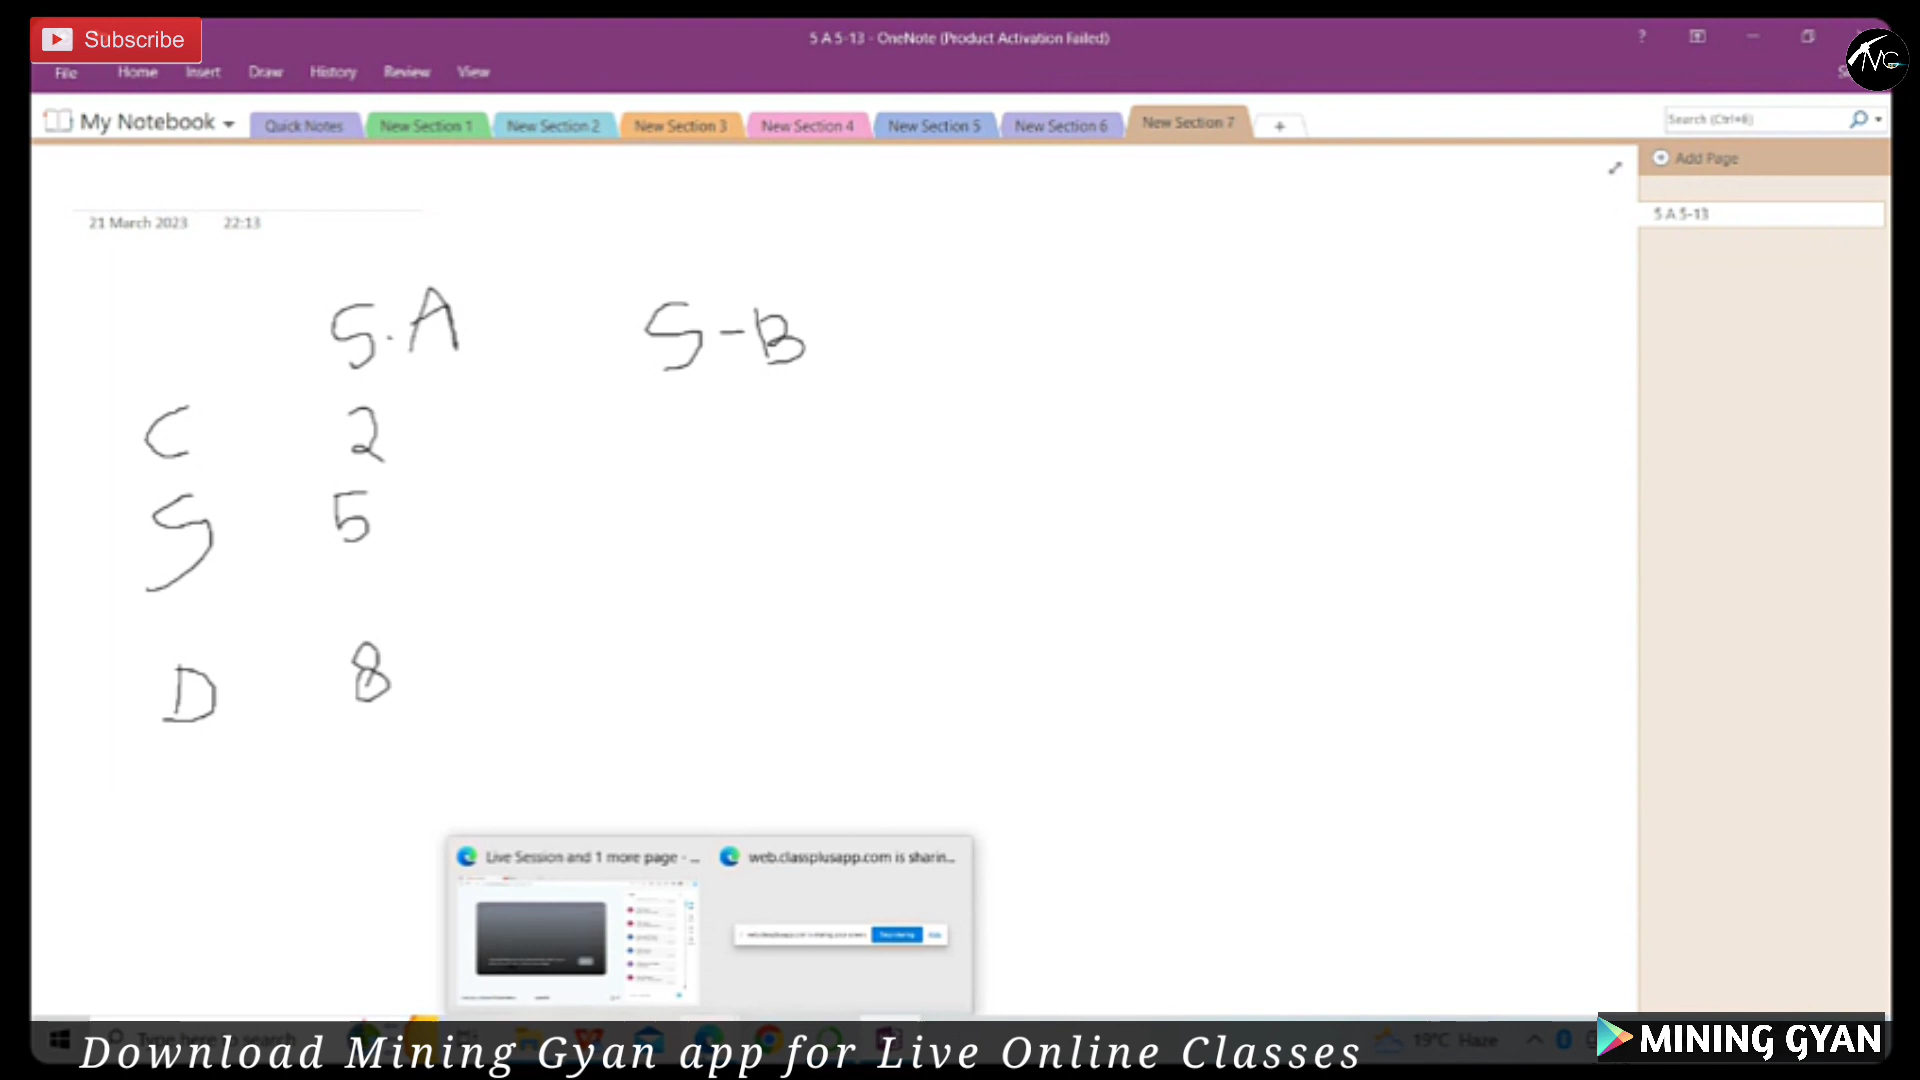 Subscribe
5 A 5-13 - OneNote (Product Activation Failed)
File Home Insert Draw History Review View
My Notebook Quick Notes New Section 1 New Section 2 New Section 3 New Section 4 New Section 5 New Section 6 New Section 7 +
Search (Ctrl+E)
Add Page
5 A 5-13
21 March 2023 22:13
S.A S-B
C 2
S 5
D 8
Live Session and 1 more page - ... web.classplusapp.com is sharin...
Type here to search
19°C Haze
Download Mining Gyan app for Live Online Classes
MINING GYAN